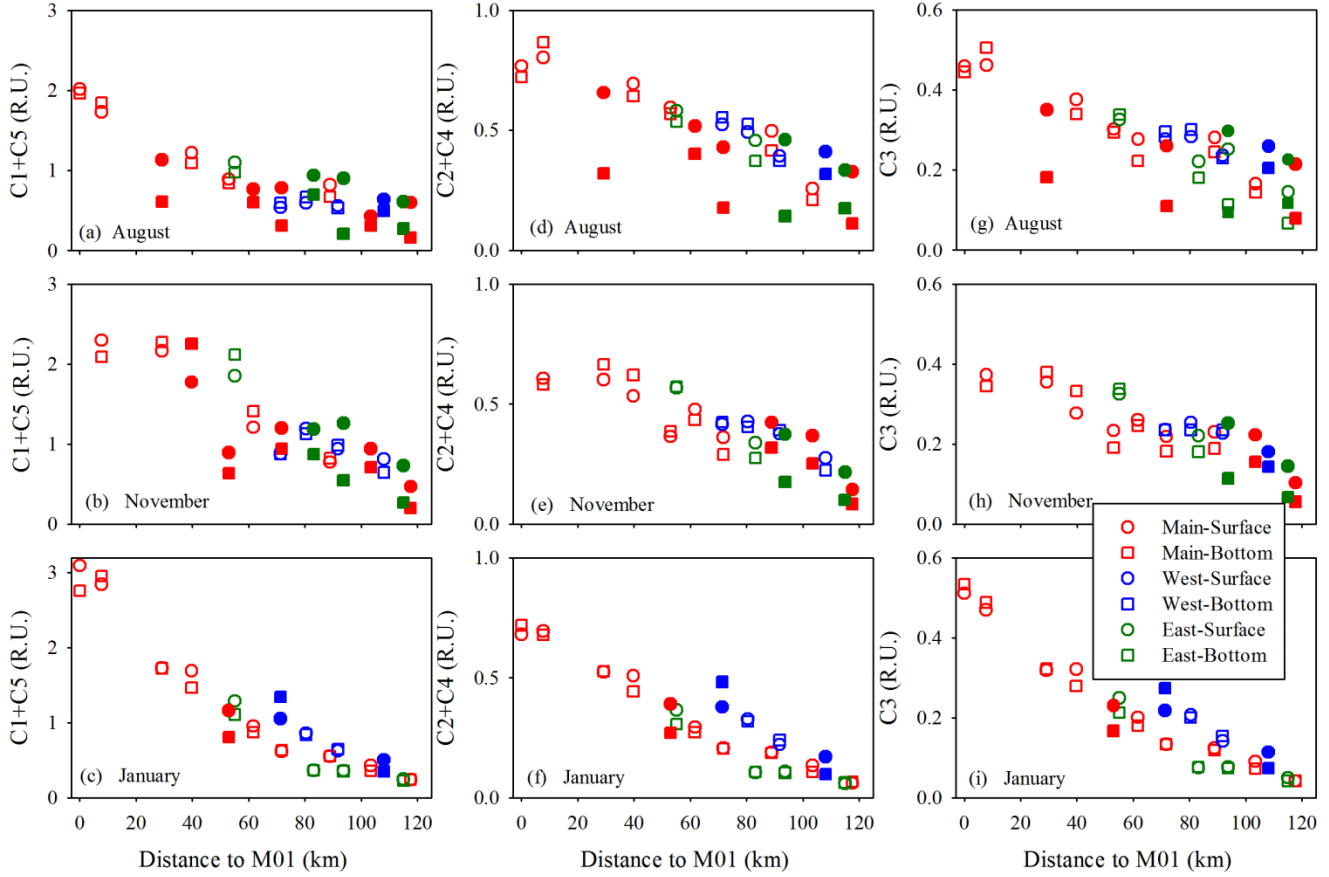 3
2
1
0
C1+C5 (R.U.)
(a) August
1.0
0.5
0.0
C2+C4 (R.U.)
(d) August
0.6
0.4
0.2
0.0
C3 (R.U.)
(g) August
3
2
1
0
C1+C5 (R.U.)
(b) November
1.0
0.5
0.0
C2+C4 (R.U.)
(e) November
0.6
0.4
0.2
0.0
C3 (R.U.)
(h) November
Main-Surface
Main-Bottom
West-Surface
West-Bottom
East-Surface
East-Bottom
3
2
1
0
C1+C5 (R.U.)
(c) January
0 20 40 60 80 100 120
Distance to M01 (km)
1.0
0.5
0.0
C2+C4 (R.U.)
(f) January
0 20 40 60 80 100 120
Distance to M01 (km)
0.6
0.4
0.2
0.0
C3 (R.U.)
(i) January
0 20 40 60 80 100 120
Distance to M01 (km)